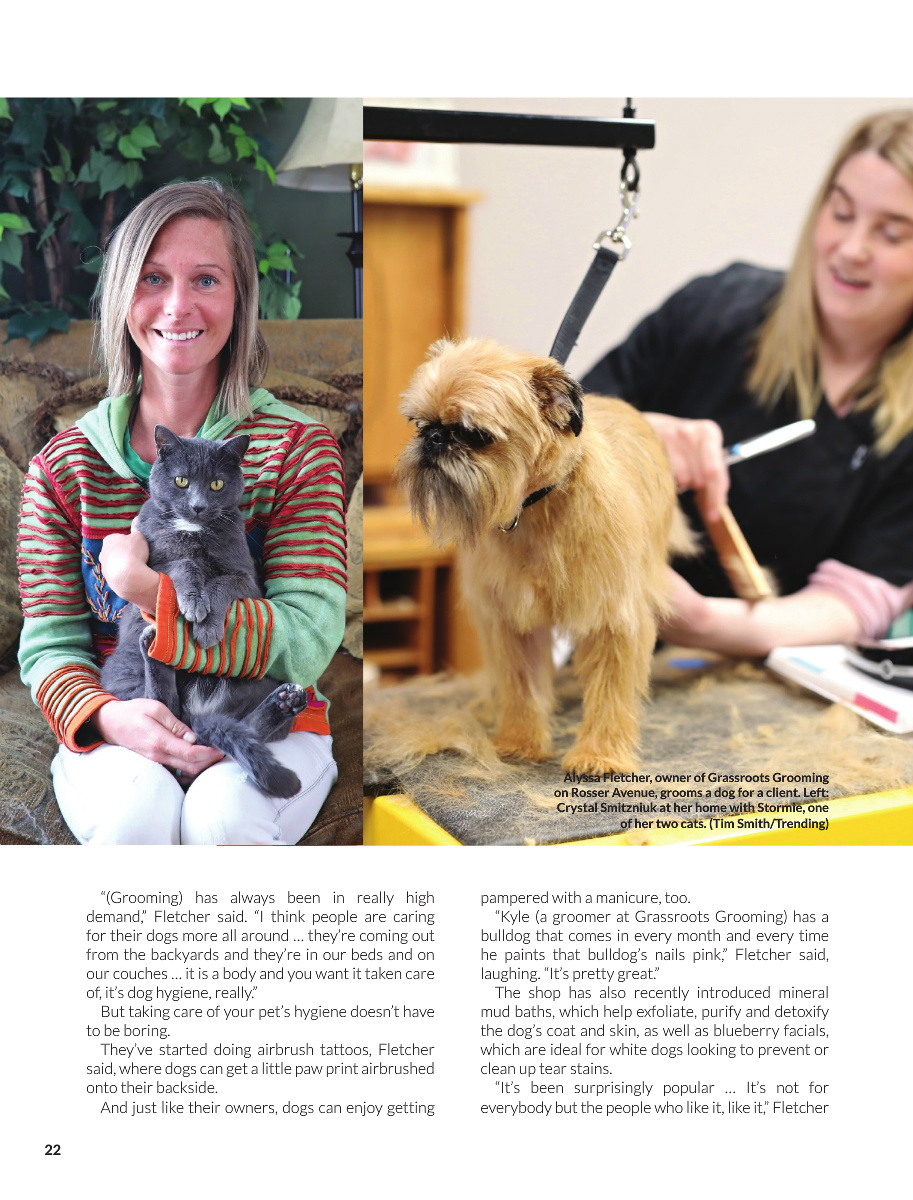 Alyssa Fletcher, owner of Grassroots Grooming
on Rosser Avenue, grooms a dog for a client. Left:
Crystal Smitzniuk at her home with Stormie, one
of her two cats. (Tim Smith/Trending)
“(Grooming) has always been in really high
demand,” Fletcher said. “I think people are caring
for their dogs more all around … they’re coming out
from the backyards and they’re in our beds and on
our couches … it is a body and you want it taken care
of, it’s dog hygiene, really.”
But taking care of your pet’s hygiene doesn’t have
to be boring.
They’ve started doing airbrush tattoos, Fletcher
said, where dogs can get a little paw print airbrushed
onto their backside.
And just like their owners, dogs can enjoy getting
pampered with a manicure, too.
“Kyle (a groomer at Grassroots Grooming) has a
bulldog that comes in every month and every time
he paints that bulldog’s nails pink,” Fletcher said,
laughing. “It’s pretty great.”
The shop has also recently introduced mineral
mud baths, which help exfoliate, purify and detoxify
the dog’s coat and skin, as well as blueberry facials,
which are ideal for white dogs looking to prevent or
clean up tear stains.
“It’s been surprisingly popular … It’s not for
everybody but the people who like it, like it,” Fletcher
22